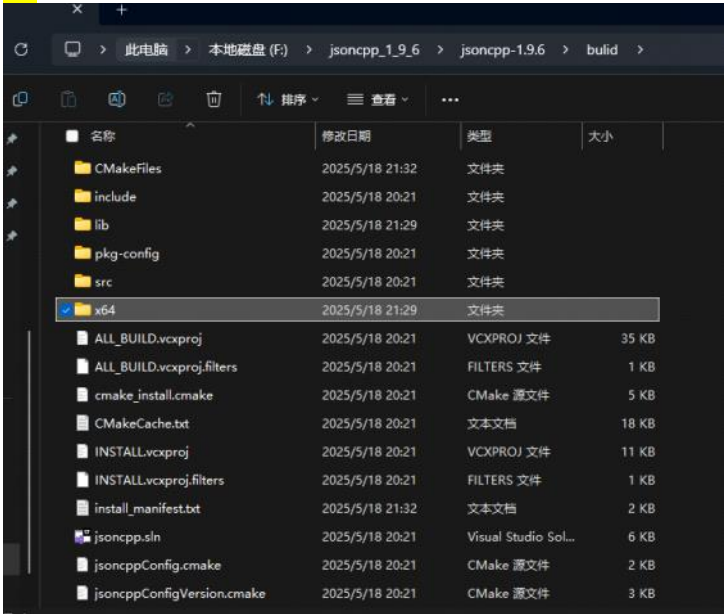 此电脑 > 本地磁盘 (F:) > jsoncpp_1_9_6 > jsoncpp-1.9.6 > bulid >
排序 查看 ...
名称 修改日期 类型 大小
CMakeFiles 2025/5/18 21:32 文件夹
include 2025/5/18 20:21 文件夹
lib 2025/5/18 21:29 文件夹
pkg-config 2025/5/18 20:21 文件夹
src 2025/5/18 20:21 文件夹
x64 2025/5/18 21:29 文件夹
ALL_BUILD.vcxproj 2025/5/18 20:21 VCXPROJ 文件 35 KB
ALL_BUILD.vcxproj.filters 2025/5/18 20:21 FILTERS 文件 1 KB
cmake_install.cmake 2025/5/18 20:21 CMake 源文件 5 KB
CMakeCache.txt 2025/5/18 20:21 文本文档 18 KB
INSTALL.vcxproj 2025/5/18 20:21 VCXPROJ 文件 11 KB
INSTALL.vcxproj.filters 2025/5/18 20:21 FILTERS 文件 1 KB
install_manifest.txt 2025/5/18 21:32 文本文档 2 KB
jsoncpp.sln 2025/5/18 20:21 Visual Studio Sol... 6 KB
jsoncppConfig.cmake 2025/5/18 20:21 CMake 源文件 2 KB
jsoncppConfigVersion.cmake 2025/5/18 20:21 CMake 源文件 3 KB